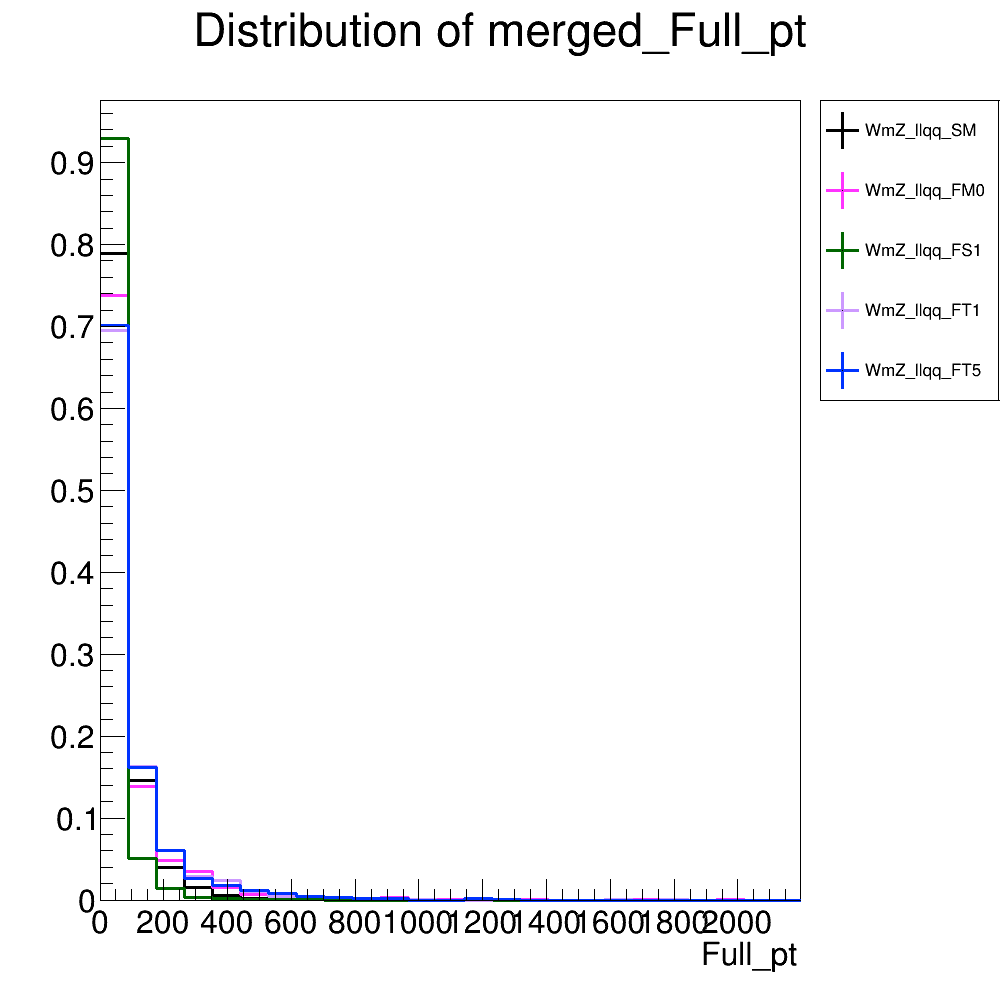 Distribution of merged_Full_pt
WmZ_llqq_SM
WmZ_llqq_FM0
WmZ_llqq_FS1
WmZ_llqq_FT1
WmZ_llqq_FT5
0.9
0.8
0.7
0.6
0.5
0.4
0.3
0.2
0.1
0
0 200 400 600 800 1000 1200 1400 1600 1800 2000
Full_pt